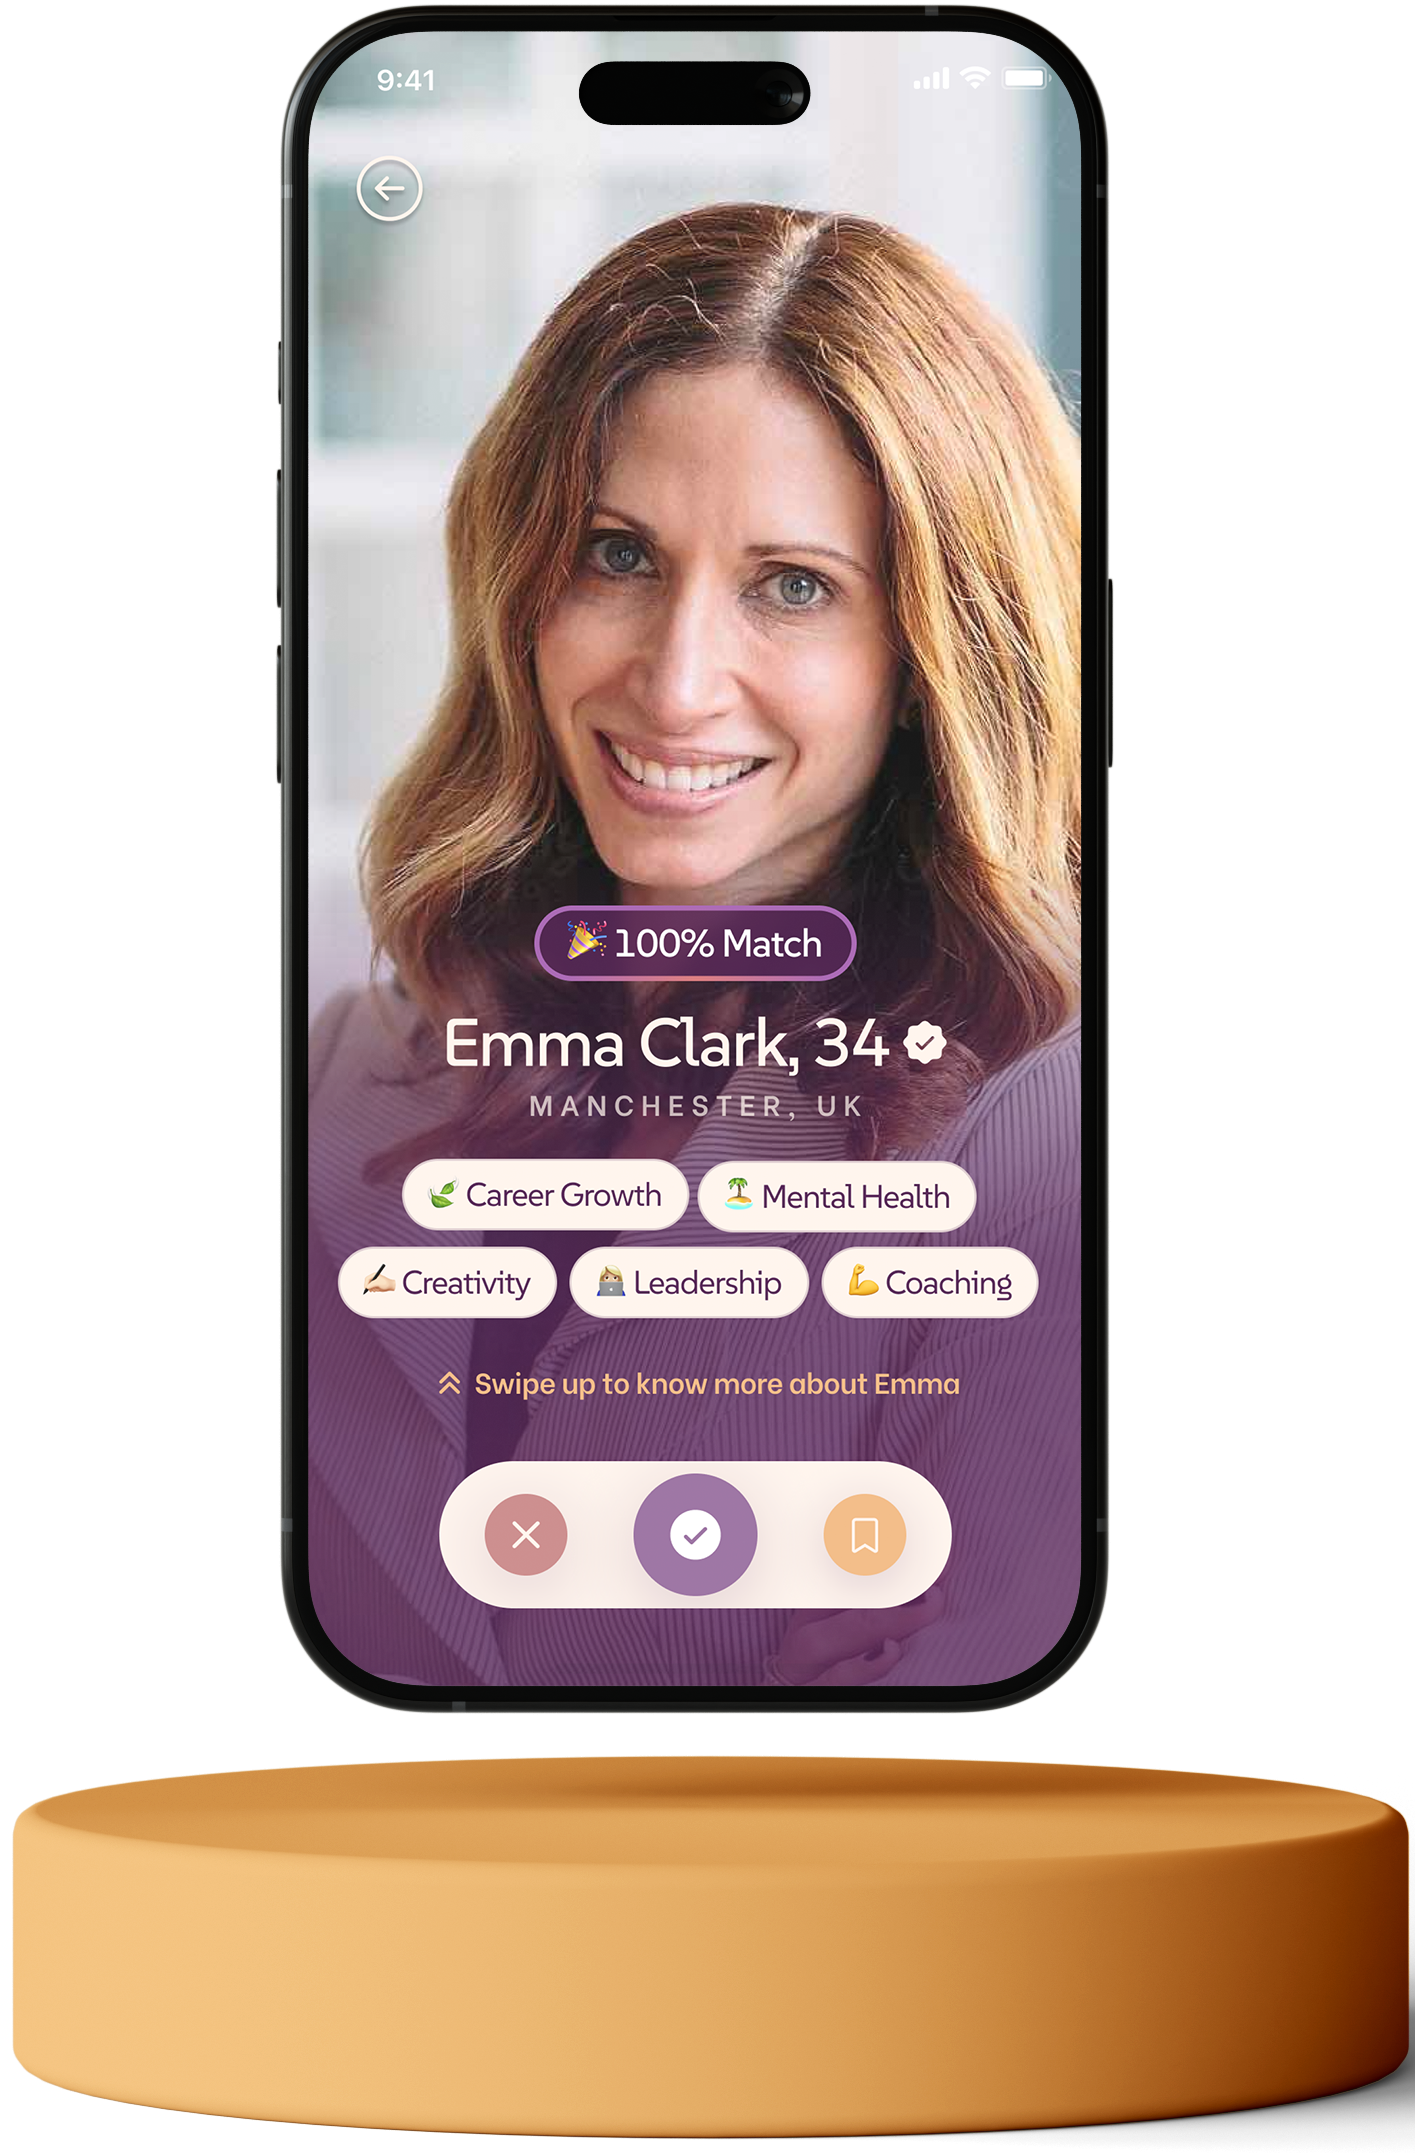 9:41
100% Match
Emma Clark, 34
MANCHESTER, UK
Career Growth Mental Health
Creativity Leadership Coaching
Swipe up to know more about Emma